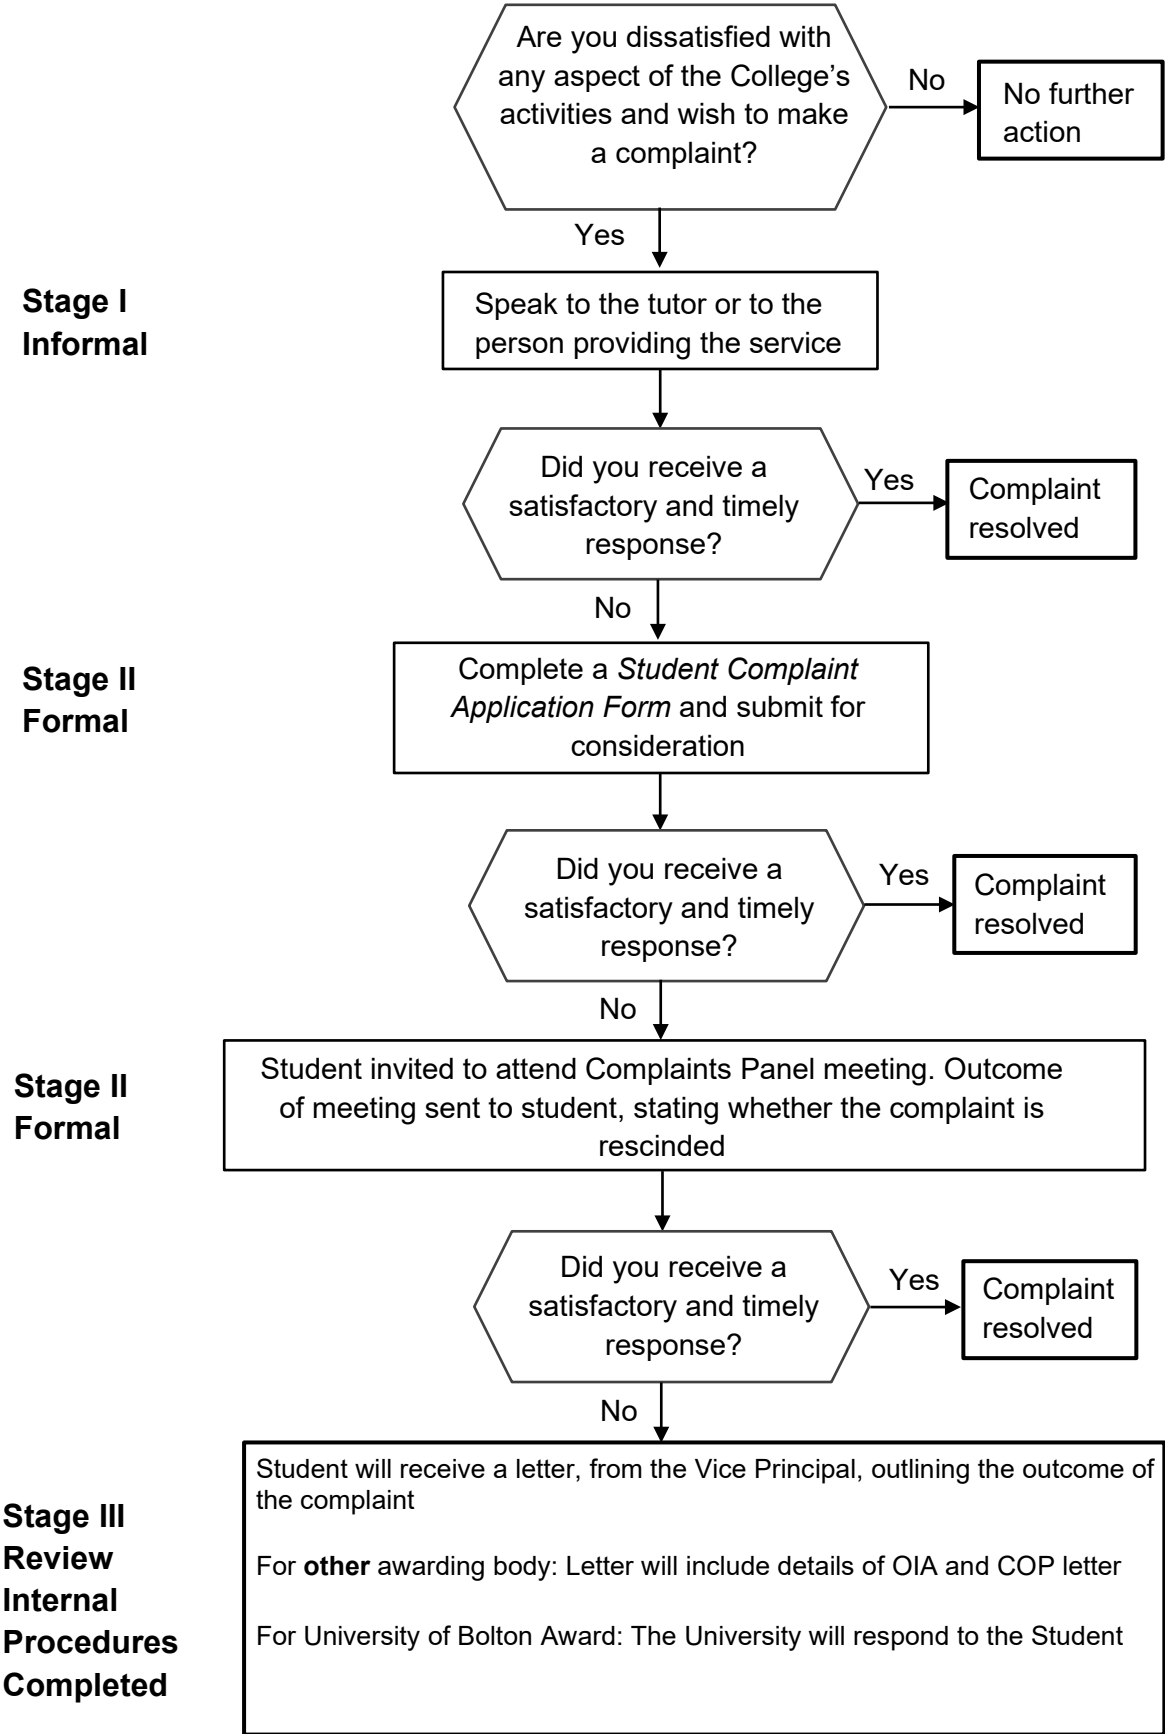 Are you dissatisfied with
any aspect of the College’s
activities and wish to make
a complaint?
No
No further
action
Yes
Stage I
Informal
Speak to the tutor or to the
person providing the service
Did you receive a
satisfactory and timely
response?
Yes
Complaint
resolved
No
Stage II
Formal
Complete a Student Complaint
Application Form and submit for
consideration
Did you receive a
satisfactory and timely
response?
Yes
Complaint
resolved
No
Stage II
Formal
Student invited to attend Complaints Panel meeting. Outcome
of meeting sent to student, stating whether the complaint is
rescinded
Did you receive a
satisfactory and timely
response?
Yes
Complaint
resolved
No
Stage III
Review
Internal
Procedures
Completed
Student will receive a letter, from the Vice Principal, outlining the outcome of
the complaint
For other awarding body: Letter will include details of OIA and COP letter
For University of Bolton Award: The University will respond to the Student